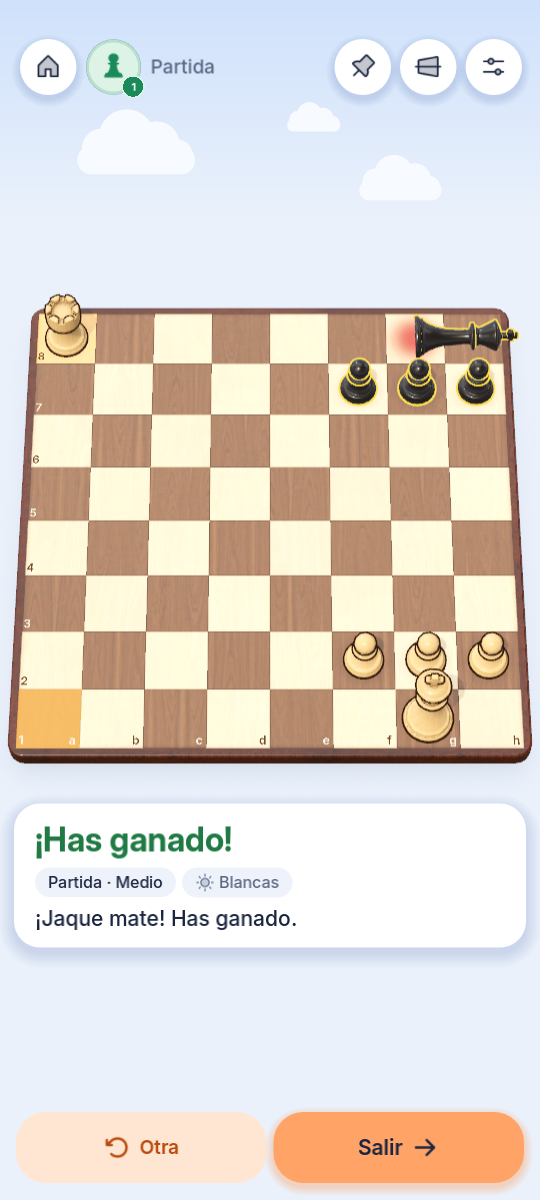 Partida
1
8
7
6
5
4
3
2
1 a b c d e f g h
¡Has ganado!
Partida · Medio
Blancas
¡Jaque mate! Has ganado.
Otra
Salir